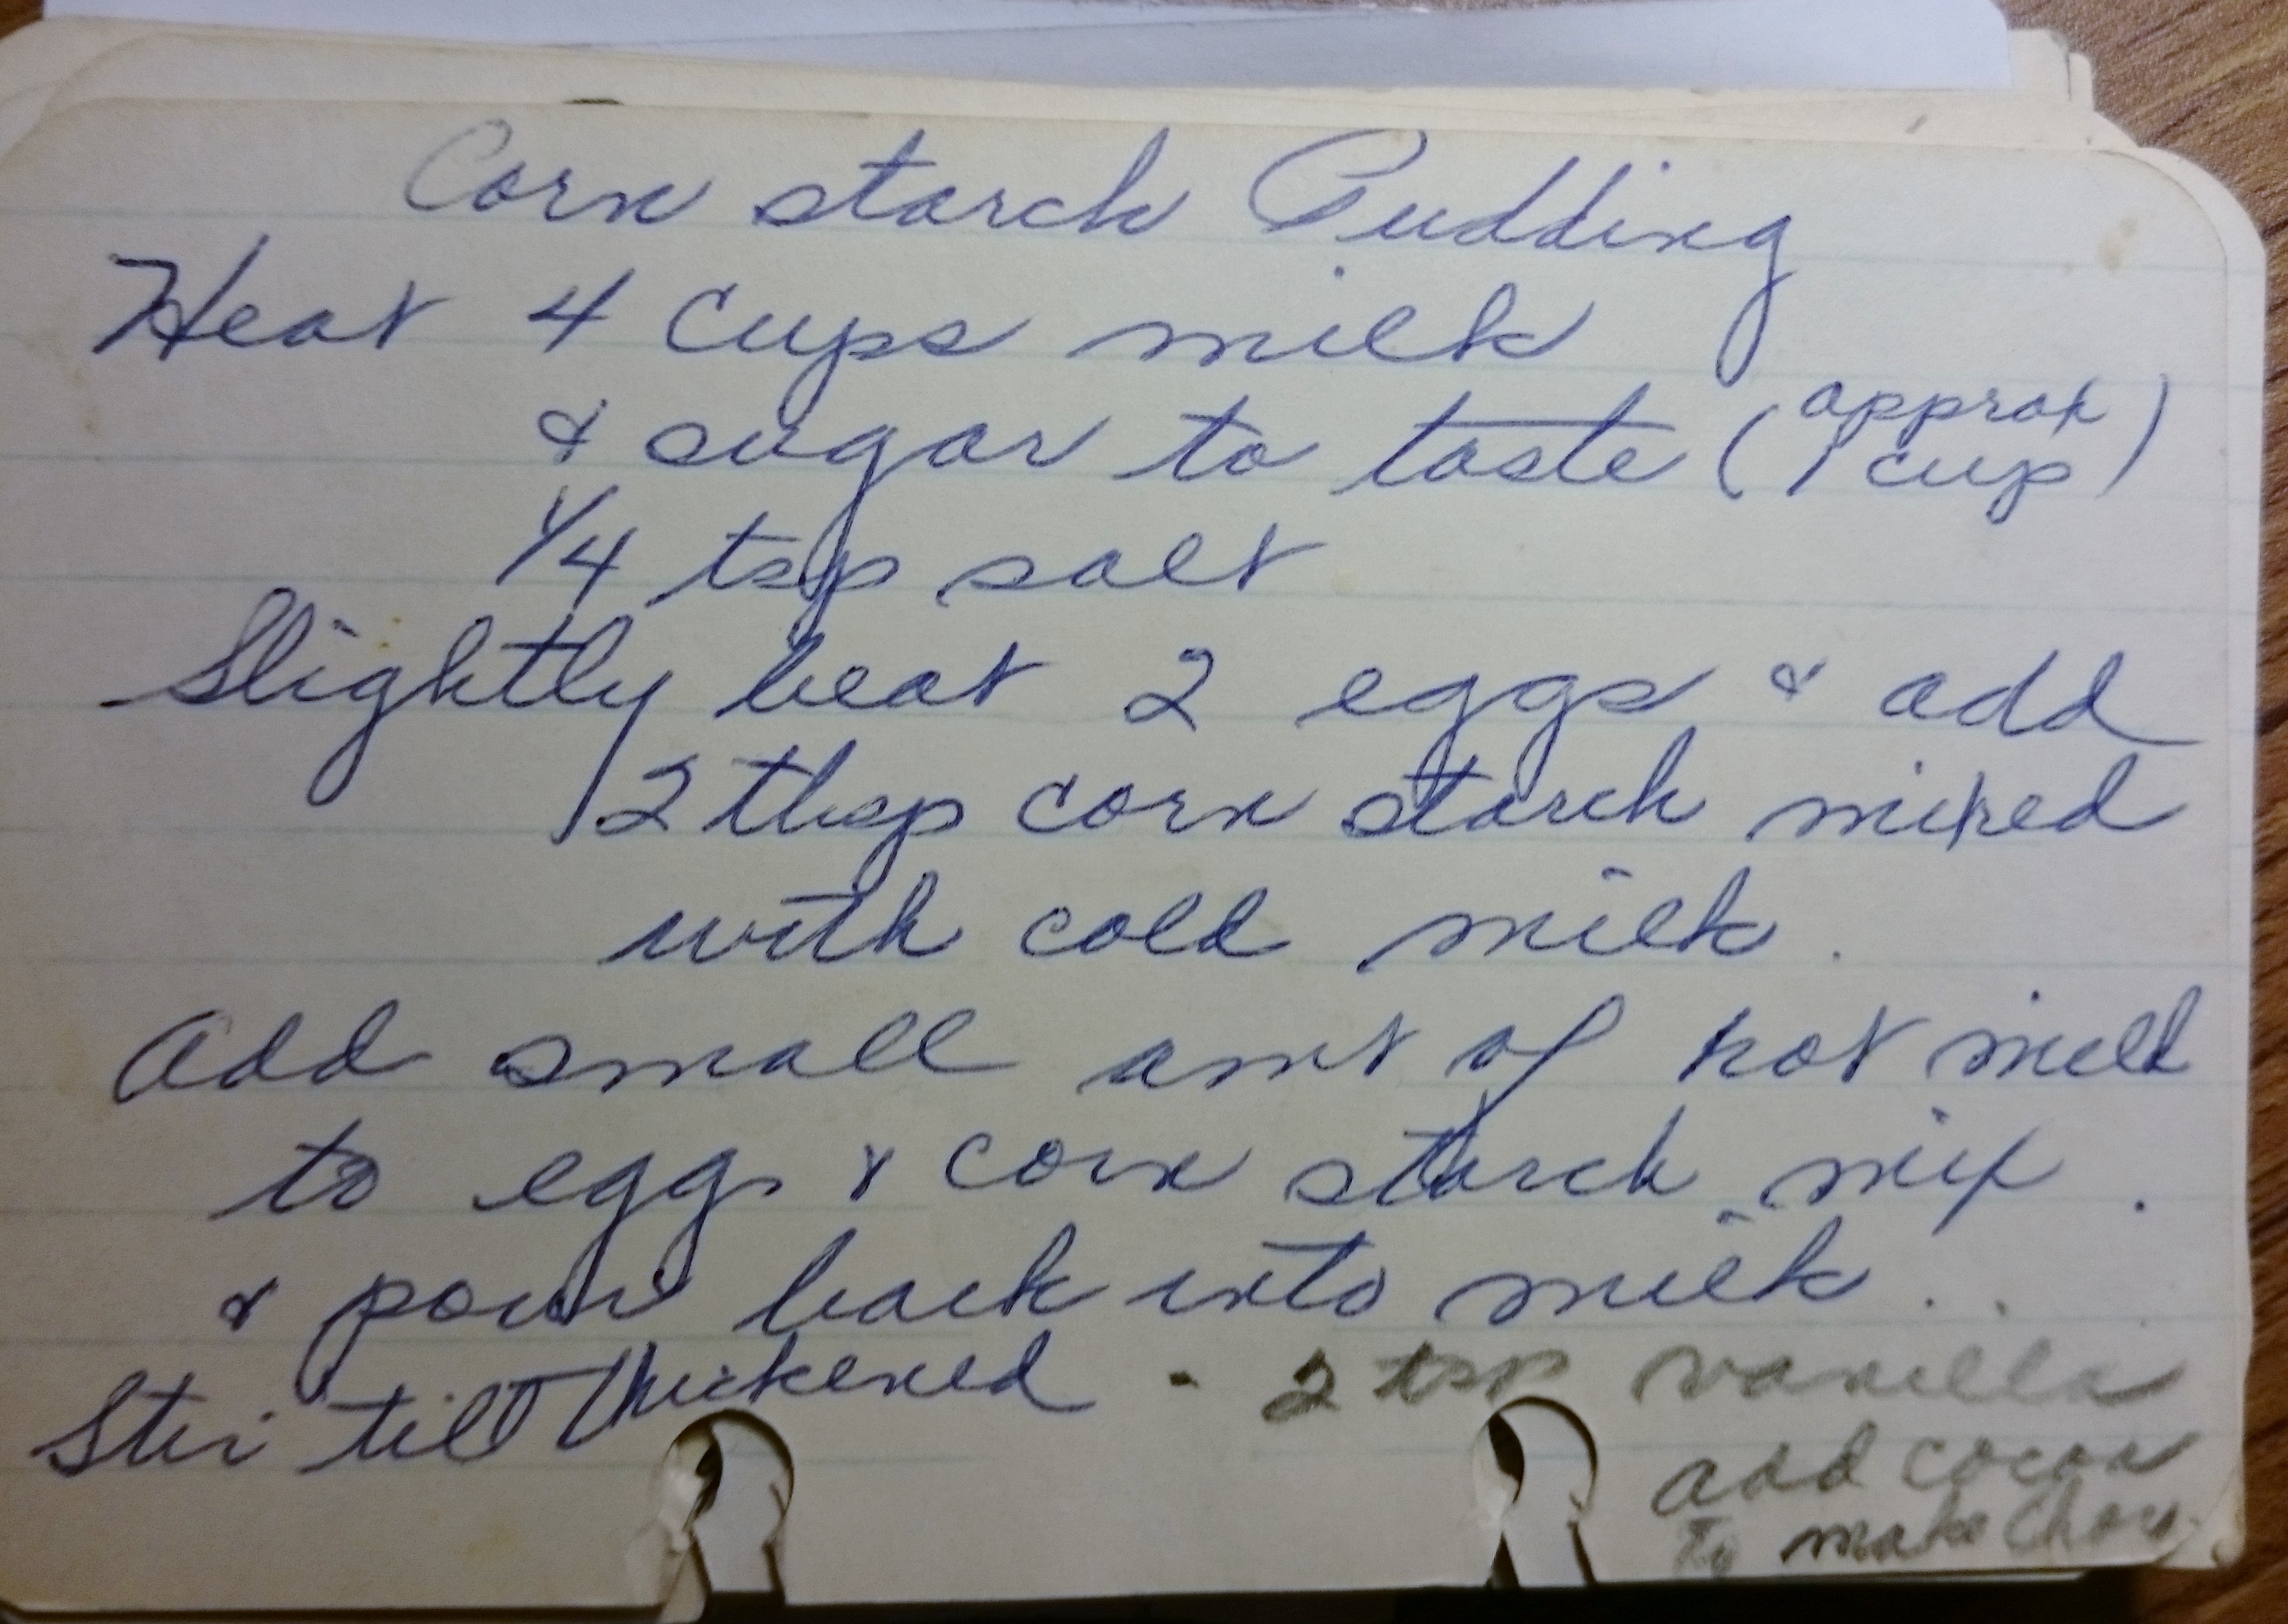 Corn starch Pudding
Heat 4 cups milk
& sugar to taste (approx 1 cup)
1/4 tsp salt
Slightly beat 2 eggs & add
2 tbsp corn starch mixed
with cold milk.
Add small amt of hot milk
to eggs & corn starch mix.
& pour back into milk..
Stir till thickened - 2 tsp vanilla
add cocoa
to make Choc.